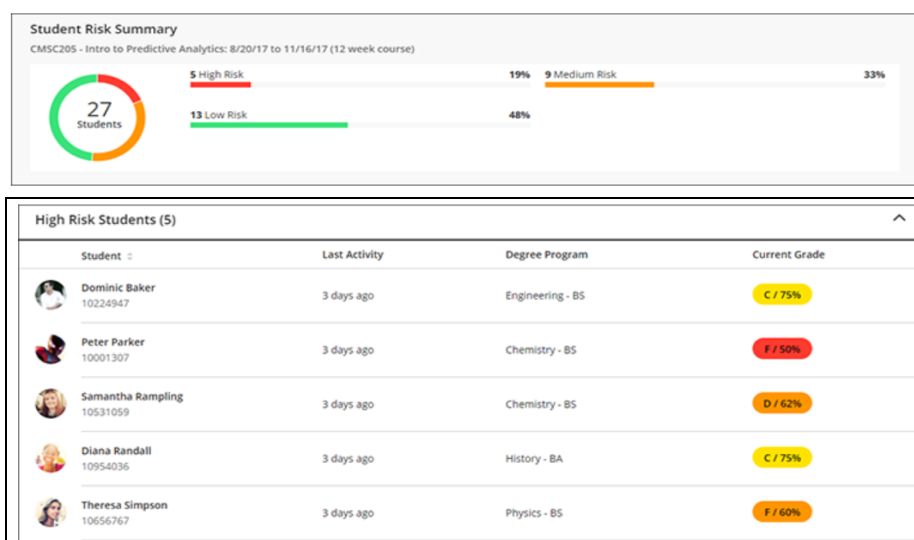 Student Risk Summary
CMSC205 - Intro to Predictive Analytics: 8/20/17 to 11/16/17 (12 week course)
27
Students
5 High Risk 19%
9 Medium Risk 33%
13 Low Risk 48%
High Risk Students (5)
Student Last Activity Degree Program Current Grade
Dominic Baker
10224947
3 days ago Engineering - BS C / 75%
Peter Parker
10001307
3 days ago Chemistry - BS F / 50%
Samantha Rampling
10531059
3 days ago Chemistry - BS D / 62%
Diana Randall
10954036
3 days ago History - BA C / 75%
Theresa Simpson
10656767
3 days ago Physics - BS F / 60%